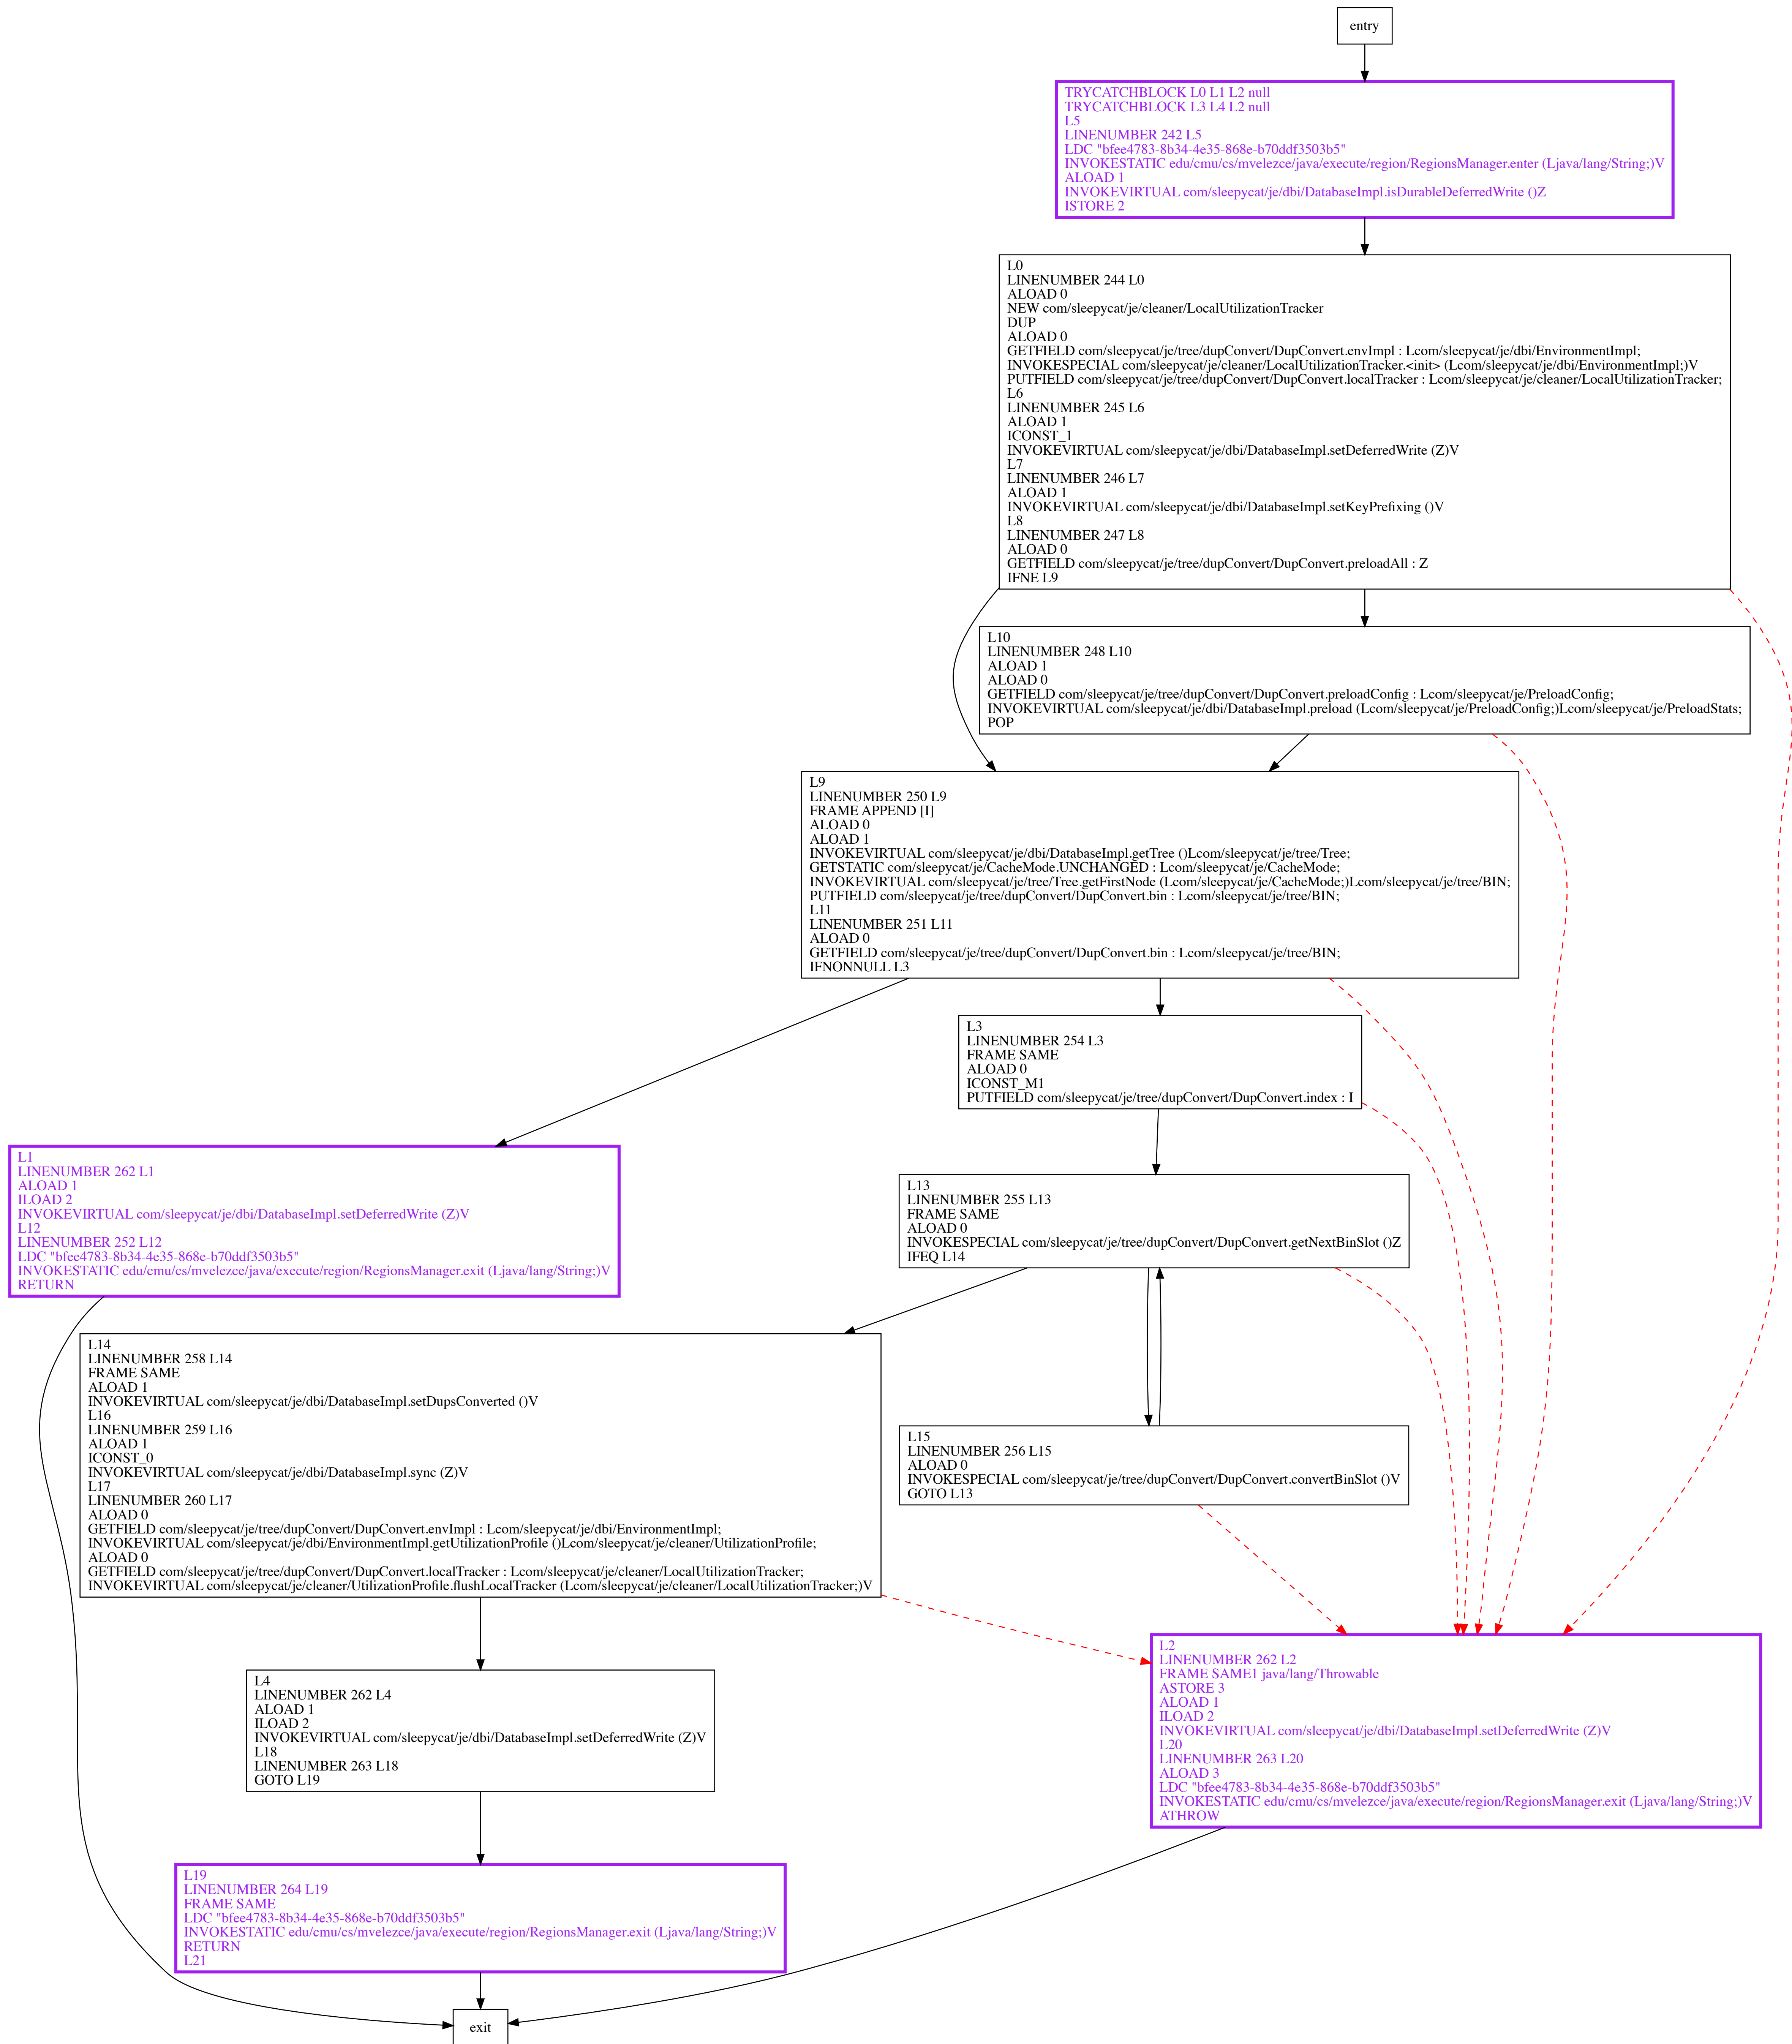 entry
TRYCATCHBLOCK L0 L1 L2 null
TRYCATCHBLOCK L3 L4 L2 null
L5
LINENUMBER 242 L5
LDC "bfee4783-8b34-4e35-868e-b70ddf3503b5"
INVOKESTATIC edu/cmu/cs/mvelezce/java/execute/region/RegionsManager.enter (Ljava/lang/String;)V
ALOAD 1
INVOKEVIRTUAL com/sleepycat/je/dbi/DatabaseImpl.isDurableDeferredWrite ()Z
ISTORE 2
L0
LINENUMBER 244 L0
ALOAD 0
NEW com/sleepycat/je/cleaner/LocalUtilizationTracker
DUP
ALOAD 0
GETFIELD com/sleepycat/je/tree/dupConvert/DupConvert.envImpl : Lcom/sleepycat/je/dbi/EnvironmentImpl;
INVOKESPECIAL com/sleepycat/je/cleaner/LocalUtilizationTracker.<init> (Lcom/sleepycat/je/dbi/EnvironmentImpl;)V
PUTFIELD com/sleepycat/je/tree/dupConvert/DupConvert.localTracker : Lcom/sleepycat/je/cleaner/LocalUtilizationTracker;
L6
LINENUMBER 245 L6
ALOAD 1
ICONST_1
INVOKEVIRTUAL com/sleepycat/je/dbi/DatabaseImpl.setDeferredWrite (Z)V
L7
LINENUMBER 246 L7
ALOAD 1
INVOKEVIRTUAL com/sleepycat/je/dbi/DatabaseImpl.setKeyPrefixing ()V
L8
LINENUMBER 247 L8
ALOAD 0
GETFIELD com/sleepycat/je/tree/dupConvert/DupConvert.preloadAll : Z
IFNE L9
L10
LINENUMBER 248 L10
ALOAD 1
ALOAD 0
GETFIELD com/sleepycat/je/tree/dupConvert/DupConvert.preloadConfig : Lcom/sleepycat/je/PreloadConfig;
INVOKEVIRTUAL com/sleepycat/je/dbi/DatabaseImpl.preload (Lcom/sleepycat/je/PreloadConfig;)Lcom/sleepycat/je/PreloadStats;
POP
L9
LINENUMBER 250 L9
FRAME APPEND [I]
ALOAD 0
ALOAD 1
INVOKEVIRTUAL com/sleepycat/je/dbi/DatabaseImpl.getTree ()Lcom/sleepycat/je/tree/Tree;
GETSTATIC com/sleepycat/je/CacheMode.UNCHANGED : Lcom/sleepycat/je/CacheMode;
INVOKEVIRTUAL com/sleepycat/je/tree/Tree.getFirstNode (Lcom/sleepycat/je/CacheMode;)Lcom/sleepycat/je/tree/BIN;
PUTFIELD com/sleepycat/je/tree/dupConvert/DupConvert.bin : Lcom/sleepycat/je/tree/BIN;
L11
LINENUMBER 251 L11
ALOAD 0
GETFIELD com/sleepycat/je/tree/dupConvert/DupConvert.bin : Lcom/sleepycat/je/tree/BIN;
IFNONNULL L3
L3
LINENUMBER 254 L3
FRAME SAME
ALOAD 0
ICONST_M1
PUTFIELD com/sleepycat/je/tree/dupConvert/DupConvert.index : I
L1
LINENUMBER 262 L1
ALOAD 1
ILOAD 2
INVOKEVIRTUAL com/sleepycat/je/dbi/DatabaseImpl.setDeferredWrite (Z)V
L12
LINENUMBER 252 L12
LDC "bfee4783-8b34-4e35-868e-b70ddf3503b5"
INVOKESTATIC edu/cmu/cs/mvelezce/java/execute/region/RegionsManager.exit (Ljava/lang/String;)V
RETURN
L13
LINENUMBER 255 L13
FRAME SAME
ALOAD 0
INVOKESPECIAL com/sleepycat/je/tree/dupConvert/DupConvert.getNextBinSlot ()Z
IFEQ L14
L14
LINENUMBER 258 L14
FRAME SAME
ALOAD 1
INVOKEVIRTUAL com/sleepycat/je/dbi/DatabaseImpl.setDupsConverted ()V
L16
LINENUMBER 259 L16
ALOAD 1
ICONST_0
INVOKEVIRTUAL com/sleepycat/je/dbi/DatabaseImpl.sync (Z)V
L17
LINENUMBER 260 L17
ALOAD 0
GETFIELD com/sleepycat/je/tree/dupConvert/DupConvert.envImpl : Lcom/sleepycat/je/dbi/EnvironmentImpl;
INVOKEVIRTUAL com/sleepycat/je/dbi/EnvironmentImpl.getUtilizationProfile ()Lcom/sleepycat/je/cleaner/UtilizationProfile;
ALOAD 0
GETFIELD com/sleepycat/je/tree/dupConvert/DupConvert.localTracker : Lcom/sleepycat/je/cleaner/LocalUtilizationTracker;
INVOKEVIRTUAL com/sleepycat/je/cleaner/UtilizationProfile.flushLocalTracker (Lcom/sleepycat/je/cleaner/LocalUtilizationTracker;)V
L15
LINENUMBER 256 L15
ALOAD 0
INVOKESPECIAL com/sleepycat/je/tree/dupConvert/DupConvert.convertBinSlot ()V
GOTO L13
L2
LINENUMBER 262 L2
FRAME SAME1 java/lang/Throwable
ASTORE 3
ALOAD 1
ILOAD 2
INVOKEVIRTUAL com/sleepycat/je/dbi/DatabaseImpl.setDeferredWrite (Z)V
L20
LINENUMBER 263 L20
ALOAD 3
LDC "bfee4783-8b34-4e35-868e-b70ddf3503b5"
INVOKESTATIC edu/cmu/cs/mvelezce/java/execute/region/RegionsManager.exit (Ljava/lang/String;)V
ATHROW
L4
LINENUMBER 262 L4
ALOAD 1
ILOAD 2
INVOKEVIRTUAL com/sleepycat/je/dbi/DatabaseImpl.setDeferredWrite (Z)V
L18
LINENUMBER 263 L18
GOTO L19
L19
LINENUMBER 264 L19
FRAME SAME
LDC "bfee4783-8b34-4e35-868e-b70ddf3503b5"
INVOKESTATIC edu/cmu/cs/mvelezce/java/execute/region/RegionsManager.exit (Ljava/lang/String;)V
RETURN
L21
exit